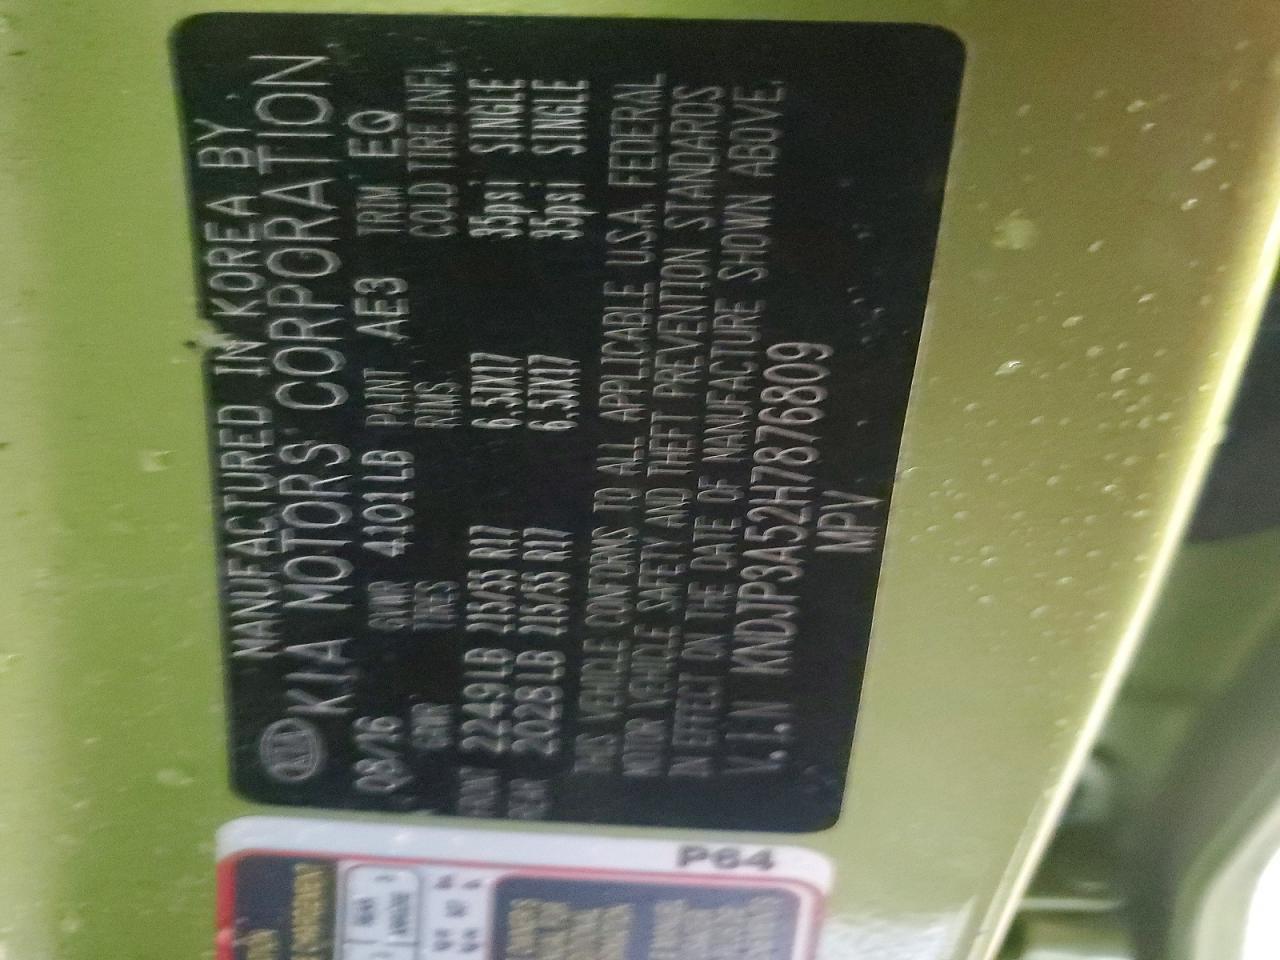 MANUFACTURED IN KOREA BY
KIA KIA MOTORS CORPORATION
08/16 GVWR 4101LB PAINT AE3 TRIM EQ
GAWR TIRES RIMS COLD TIRE INFL.
FRONT 2249LB 215/55 R17 6.5JX17 35psi SINGLE
REAR 2028LB 215/55 R17 6.5JX17 35psi SINGLE
THIS VEHICLE CONFORMS TO ALL APPLICABLE U.S.A. FEDERAL
MOTOR VEHICLE SAFETY AND THEFT PREVENTION STANDARDS
IN EFFECT ON THE DATE OF MANUFACTURE SHOWN ABOVE.
V.I.N KNDJP3A52H7876809
MPV
P64